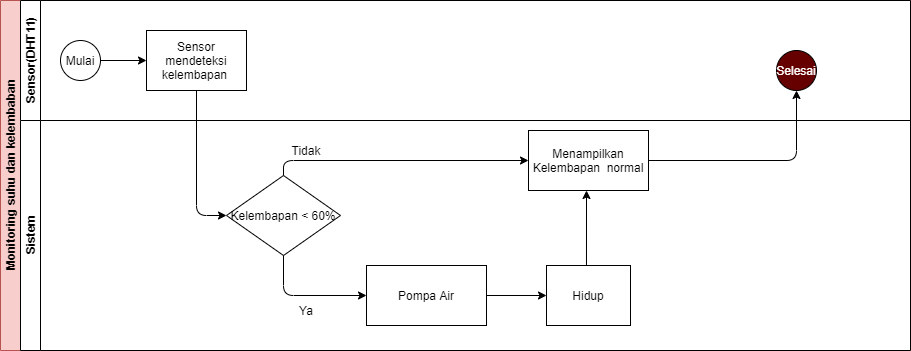 Monitoring suhu dan kelembaban
Sensor(DHT11)
Mulai
Sensor
mendeteksi
kelembapan
Selesai
Sistem
Tidak
Menampilkan
Kelembapan  normal
Kelembapan < 60%
Ya
Pompa Air
Hidup